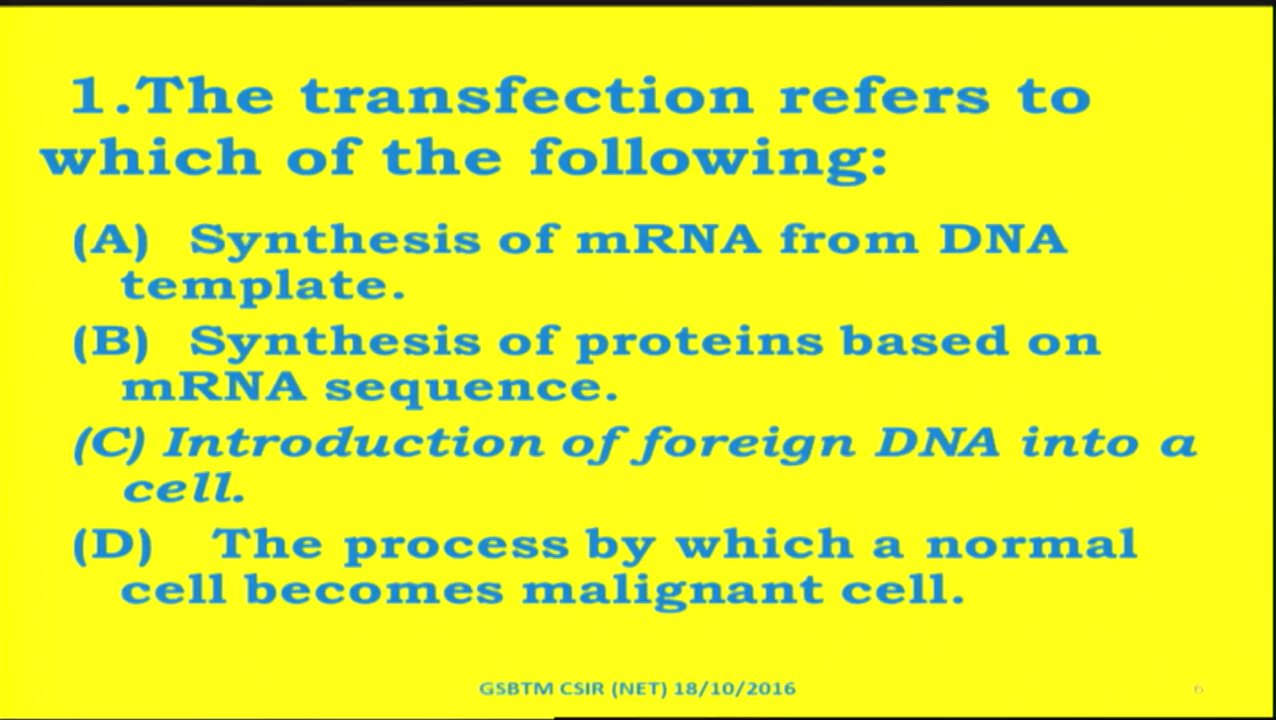 1.The transfection refers to
which of the following:
(A) Synthesis of mRNA from DNA
template.
(B) Synthesis of proteins based on
mRNA sequence.
(C) Introduction of foreign DNA into a
cell.
(D) The process by which a normal
cell becomes malignant cell.
GSBTM CSIR (NET) 18/10/2016
6